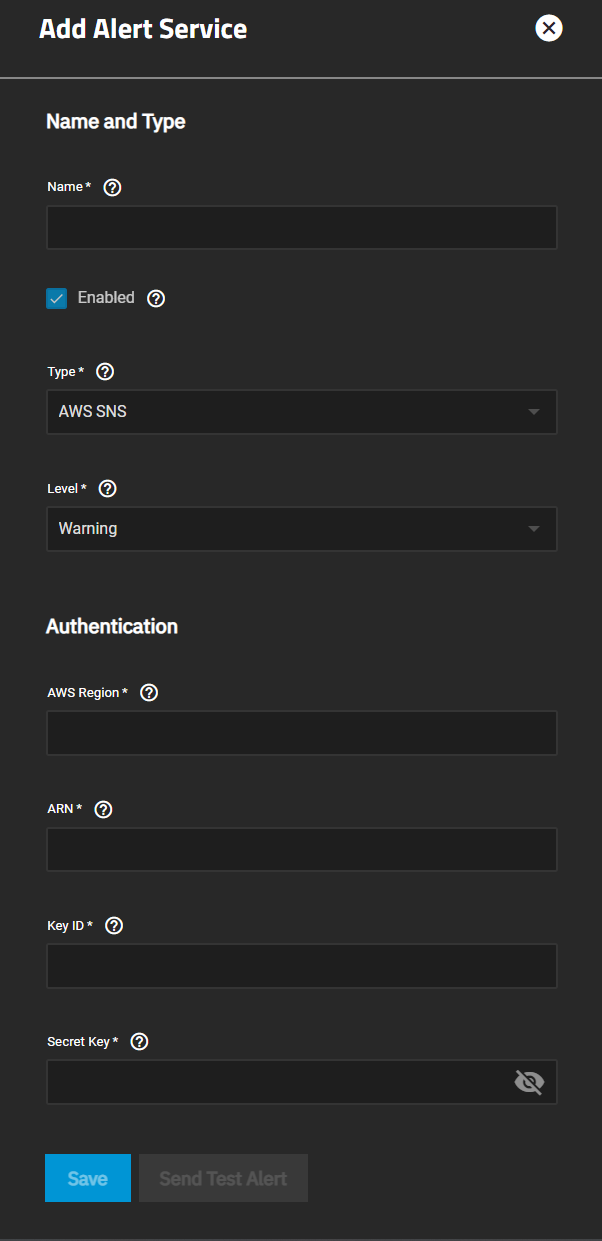 Add Alert Service
Name and Type
Name *
Enabled
Type *
AWS SNS
Level *
Warning
Authentication
AWS Region *
ARN *
Key ID *
Secret Key *
Save Send Test Alert